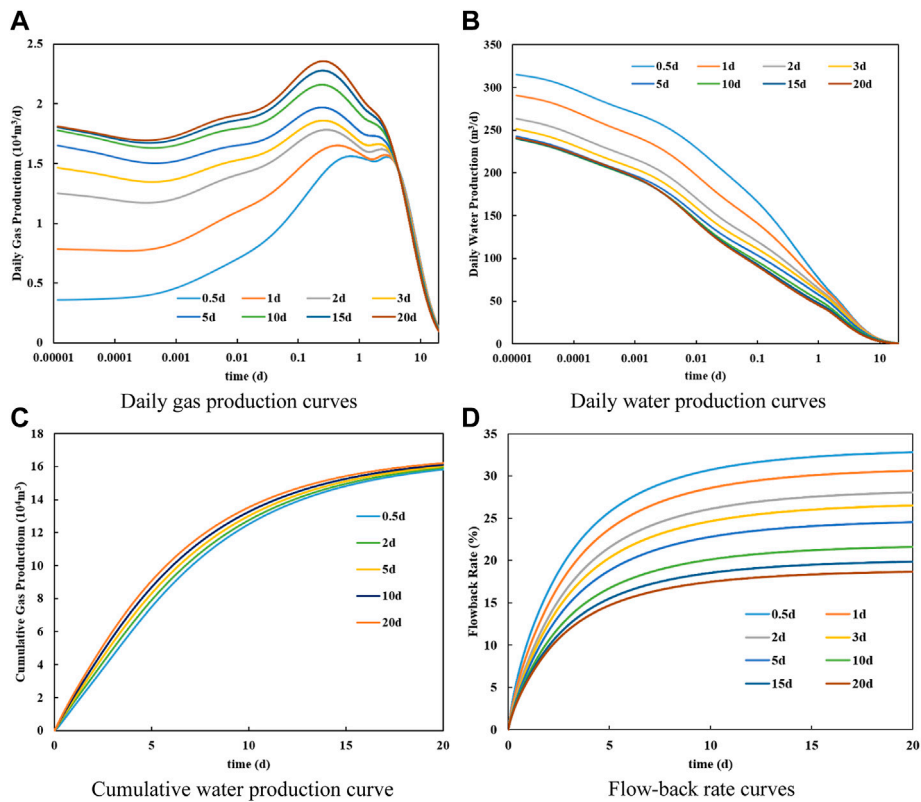 A
B
2.5
2
1.5
1
0.5
0
Daily Gas Productiom (10⁴m³/d)
0.5d 1d 2d 3d
5d 10d 15d 20d
0.00001 0.0001 0.001 0.01 0.1 1 10
time (d)
Daily gas production curves
350
300
250
200
150
100
50
0
Daily Water Productiom (m³/d)
0.5d 1d 2d 3d
5d 10d 15d 20d
0.00001 0.0001 0.001 0.01 0.1 1 10
time (d)
Daily water production curves
C
D
18
16
14
12
10
8
6
4
2
0
Cumulative Gas Productiom (10⁴m³)
0.5d
2d
5d
10d
20d
0 5 10 15 20
time (d)
Cumulative water production curve
35
30
25
20
15
10
5
0
Flowback Rate (%)
0.5d 1d
2d 3d
5d 10d
15d 20d
0 5 10 15 20
time (d)
Flow-back rate curves